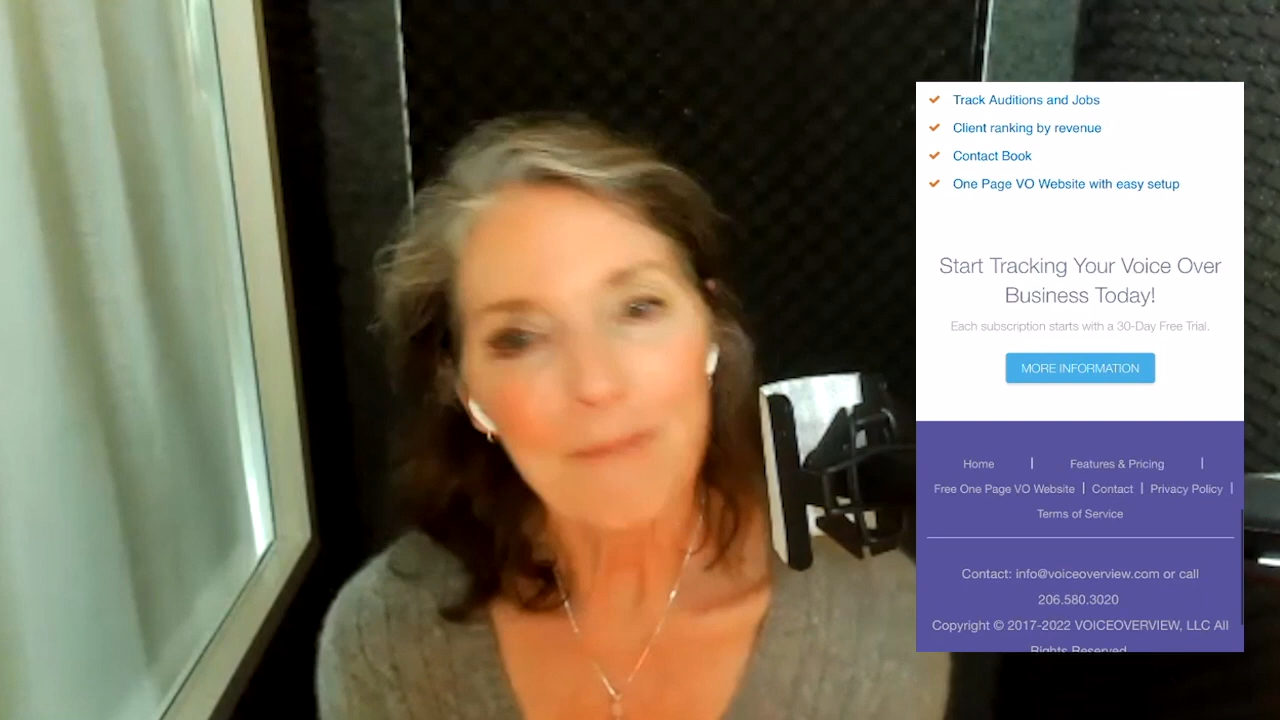 Track Auditions and Jobs
Client ranking by revenue
Contact Book
One Page VO Website with easy setup
Start Tracking Your Voice Over
Business Today!
Each subscription starts with a 30-Day Free Trial.
MORE INFORMATION
Home | Features & Pricing |
Free One Page VO Website | Contact | Privacy Policy |
Terms of Service
Contact: info@voiceoverview.com or call
206.580.3020
Copyright © 2017-2022 VOICEOVERVIEW, LLC All
Rights Reserved